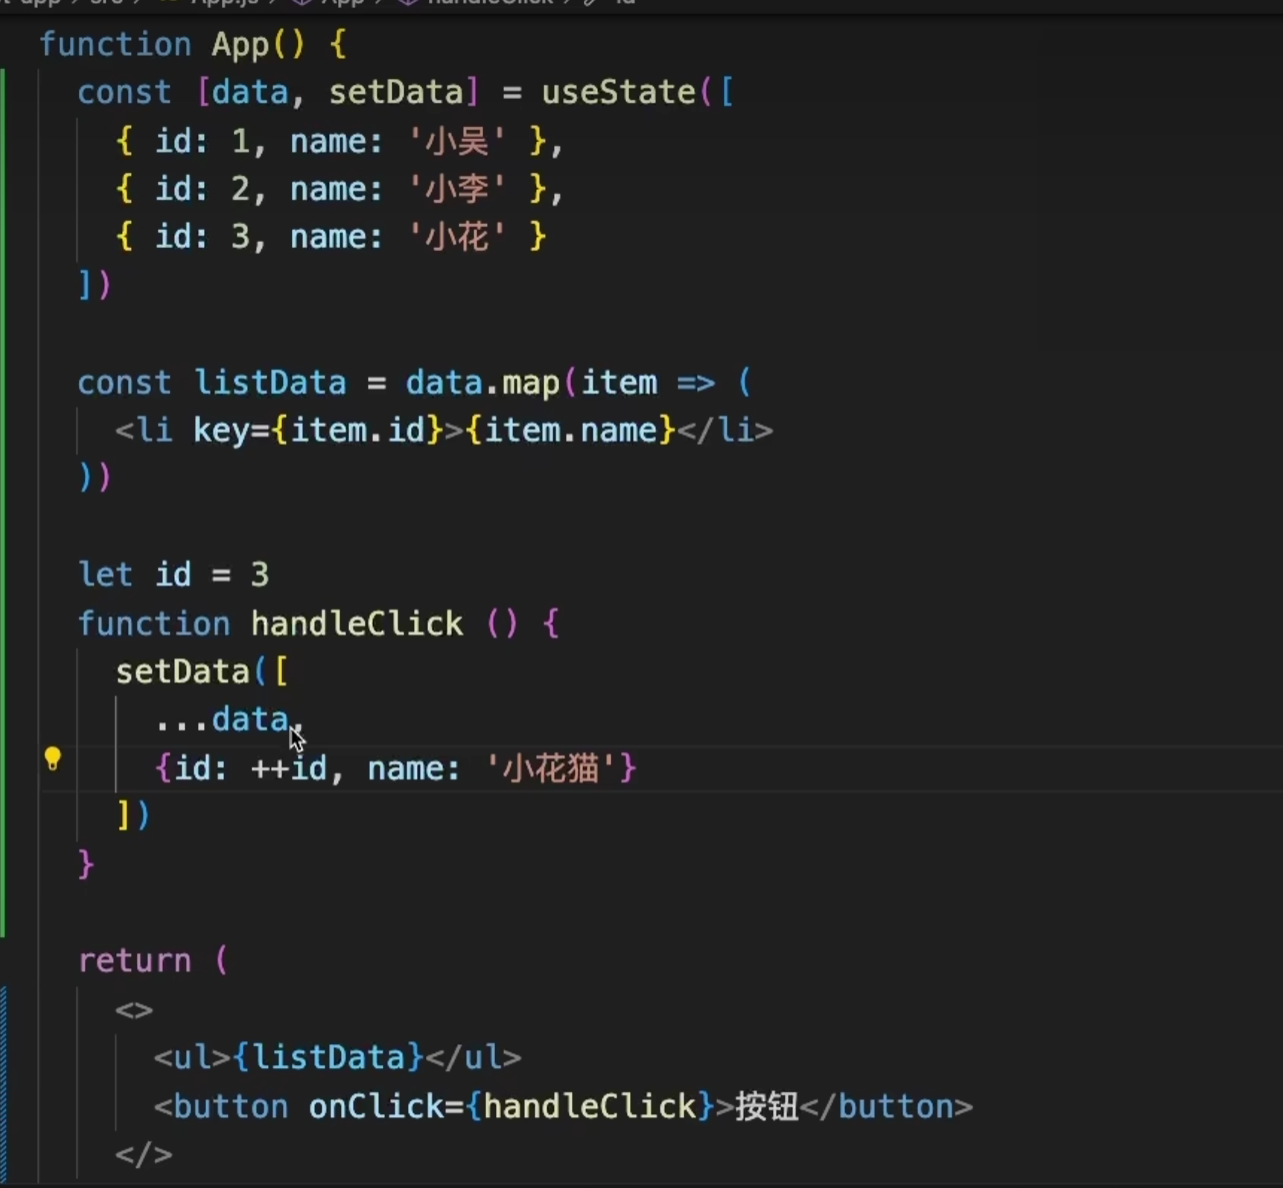 function App() {
  const [data, setData] = useState([
    { id: 1, name: '小吴' },
    { id: 2, name: '小李' },
    { id: 3, name: '小花' }
  ])
  const listData = data.map(item => (
    <li key={item.id}>{item.name}</li>
  ))
  let id = 3
  function handleClick () {
    setData([
      ...data,
      {id: ++id, name: '小花猫'}
    ])
  }
  return (
    <>
      <ul>{listData}</ul>
      <button onClick={handleClick}>按钮</button>
    </>